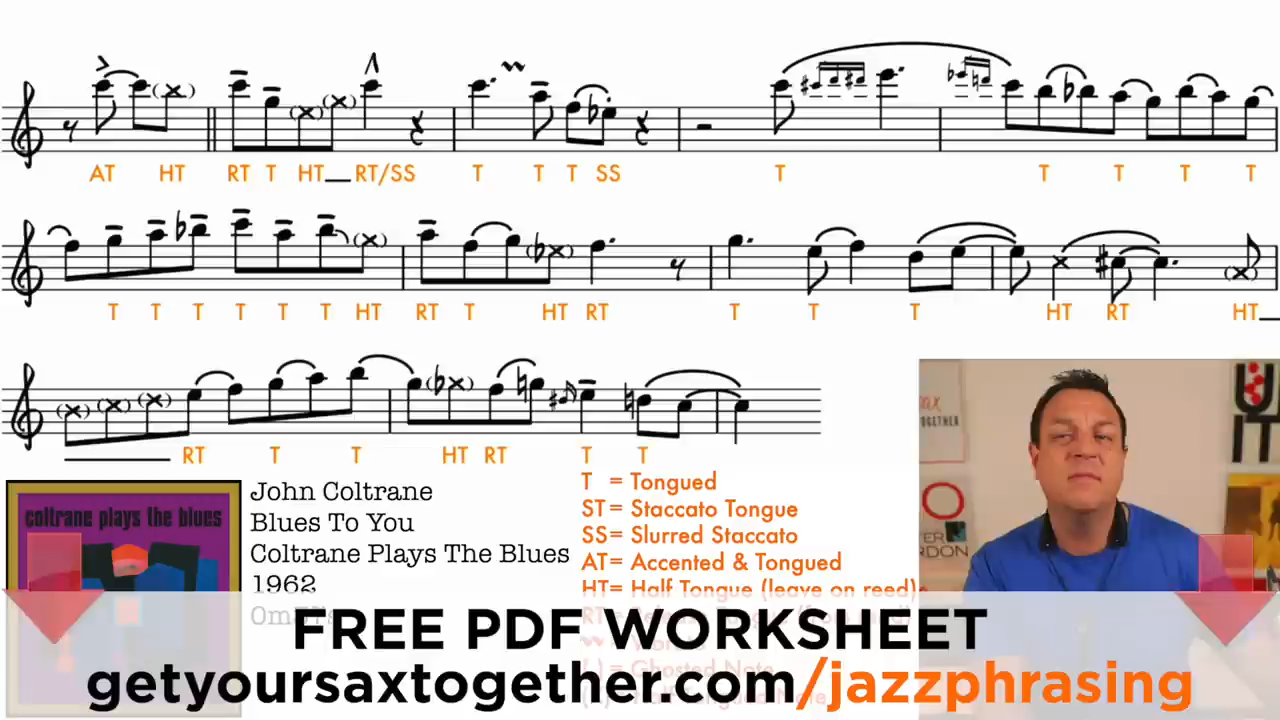 AT HT RT T HT RT/SS T T T SS T T T T T
T T T T T T HT RT T HT RT T T T HT RT HT
RT T T HT RT T T
coltrane plays the blues
John Coltrane
Blues To You
Coltrane Plays The Blues
1962
T = Tongued
ST= Staccato Tongue
SS= Slurred Staccato
AT= Accented & Tongued
HT= Half Tongue (leave on reed)
( ) = Ghosted Note
FREE PDF WORKSHEET
getyoursaxtogether.com/jazzphrasing